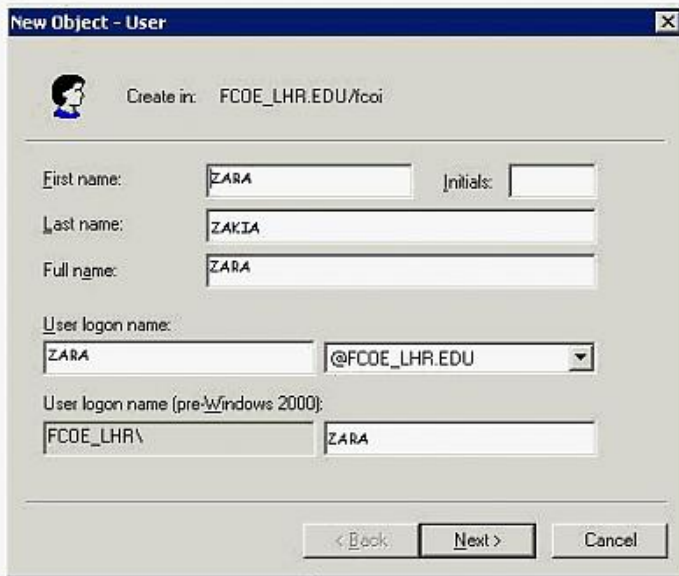 New Object - User
Create in: FCOE_LHR.EDU/fcoi
First name: ZARA Initials:
Last name: ZAKIA
Full name: ZARA
User logon name:
ZARA @FCOE_LHR.EDU
User logon name (pre-Windows 2000):
FCOE_LHR\ ZARA
< Back Next > Cancel